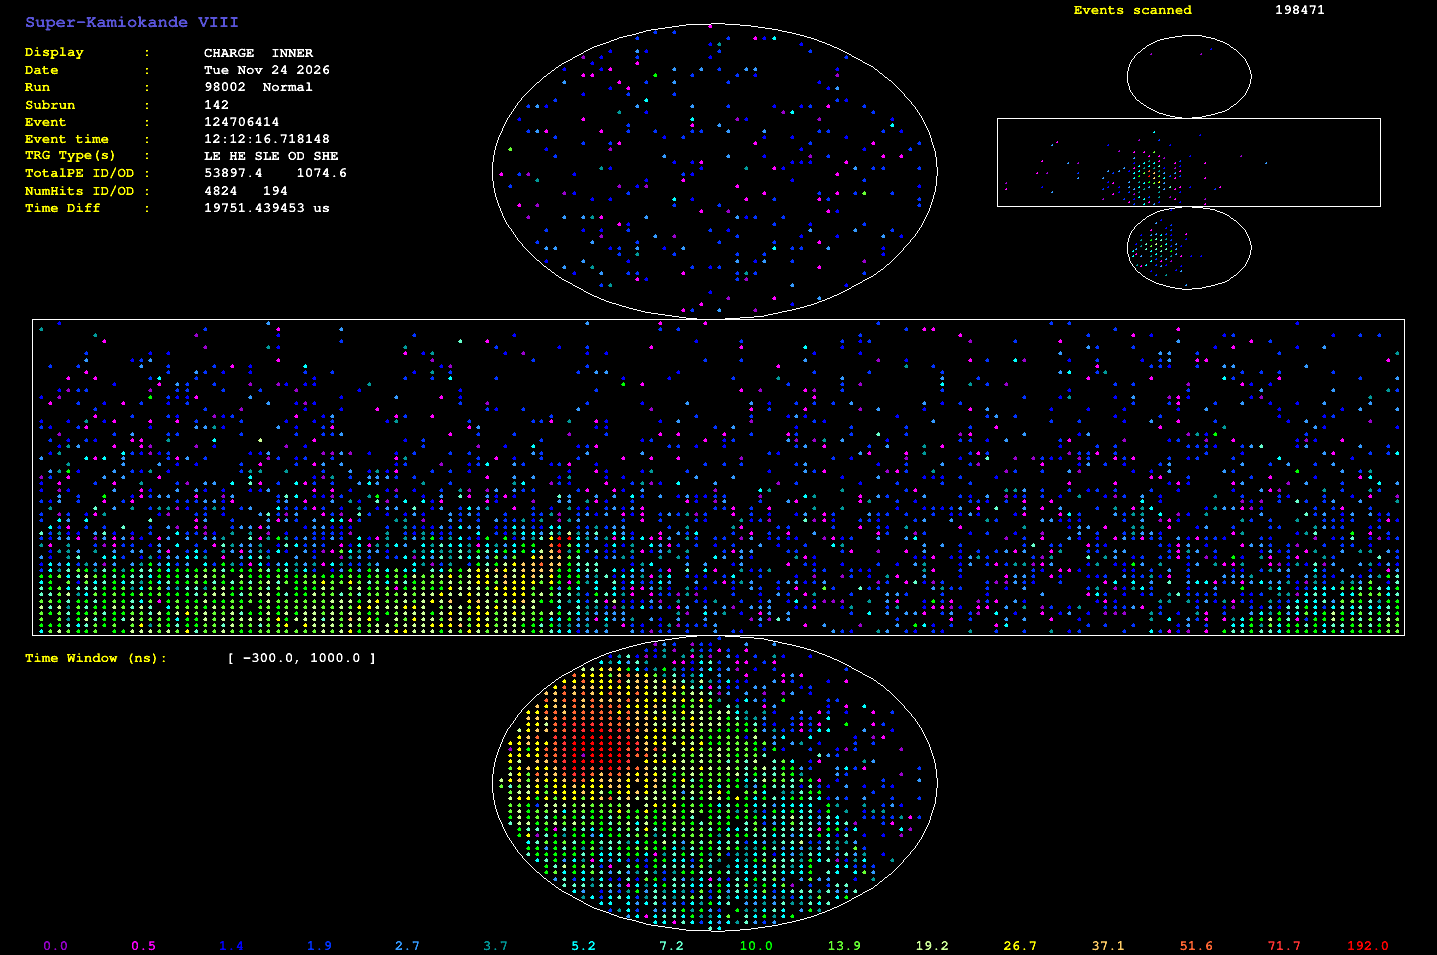 Super-Kamiokande VIII
Events scanned 198471
Display : CHARGE INNER
Date : Tue Nov 24 2026
Run : 98002 Normal
Subrun : 142
Event : 124706414
Event time : 12:12:16.718148
TRG Type(s) : LE HE SLE OD SHE
TotalPE ID/OD : 53897.4 1074.6
NumHits ID/OD : 4824 194
Time Diff : 19751.439453 us
Time Window (ns): [ -300.0, 1000.0 ]
0.0 0.5 1.4 1.9 2.7 3.7 5.2 7.2 10.0 13.9 19.2 26.7 37.1 51.6 71.7 192.0